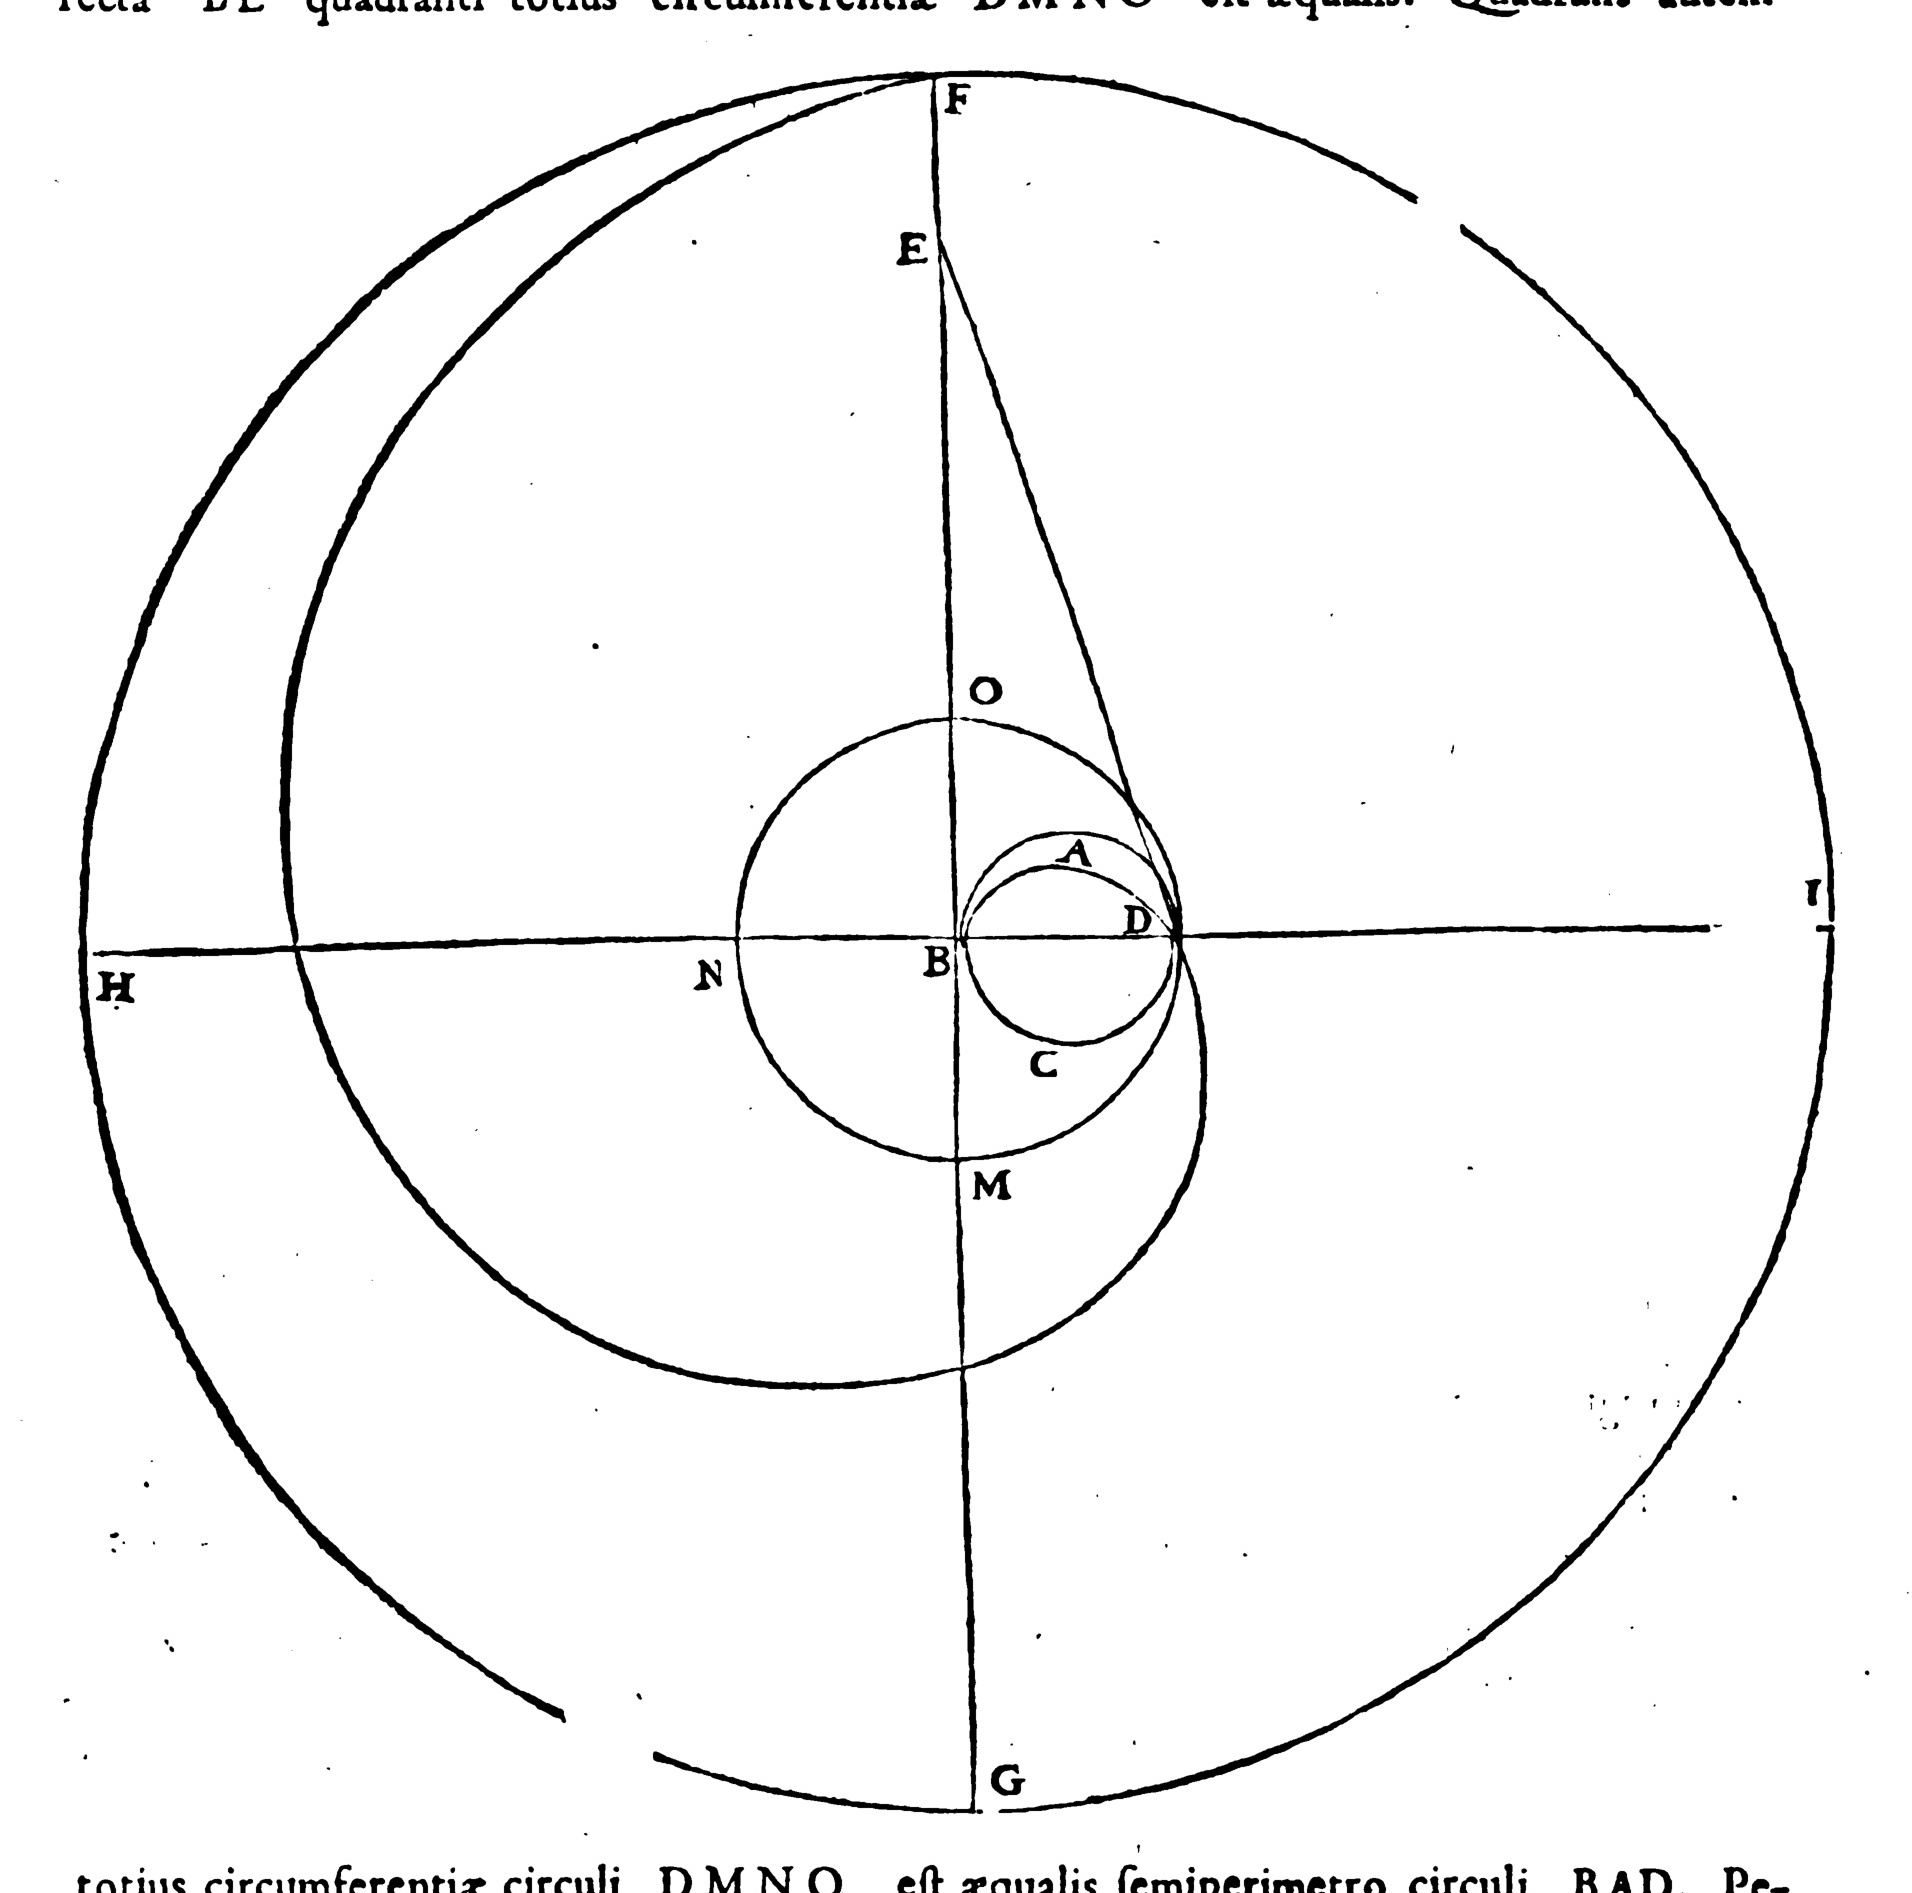 recta BE quadranti totius circumferentiæ DMNO est æqualis. Quadrans autem
F
E
O
A
D
I
B
N
H
C
M
G
totius circumferentiæ circuli DMNO eſt æqualis ſemiperimetro circuli BAD. Pe-